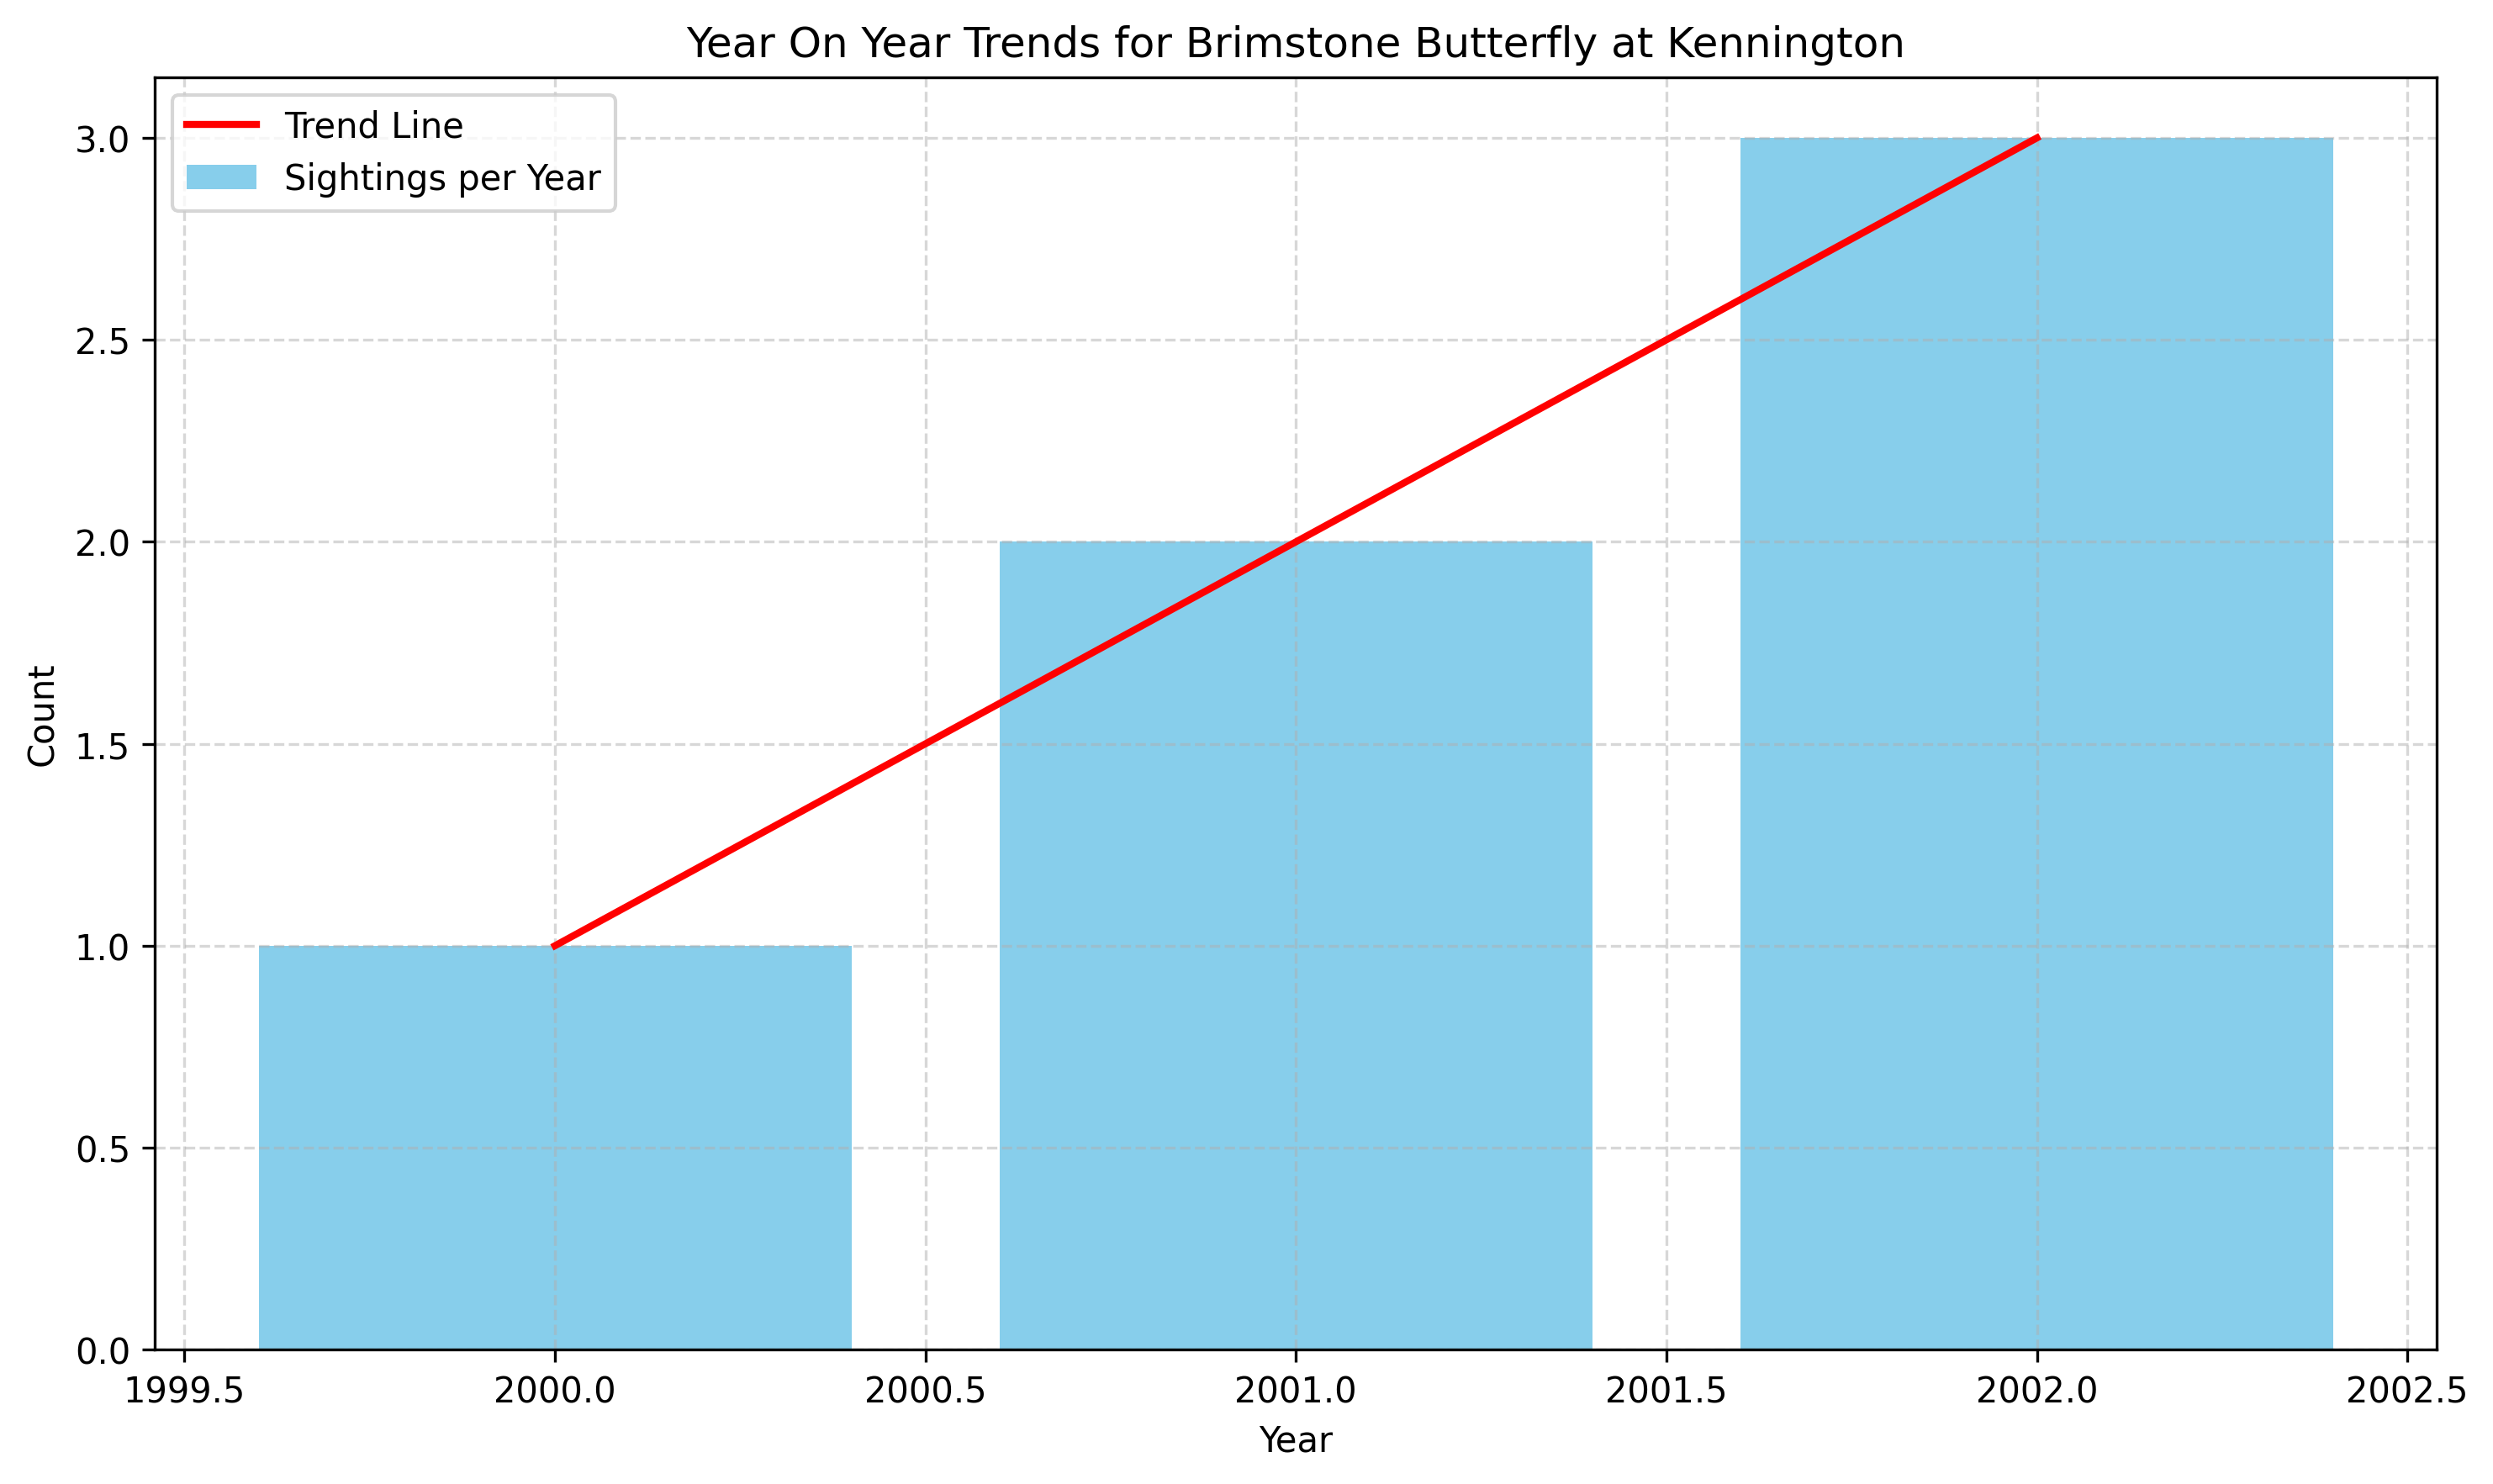 Year On Year Trends for Brimstone Butterfly at Kennington
Trend Line
Sightings per Year
3.0
2.5
2.0
1.5
1.0
0.5
0.0
Count
1999.5 2000.0 2000.5 2001.0 2001.5 2002.0 2002.5
Year